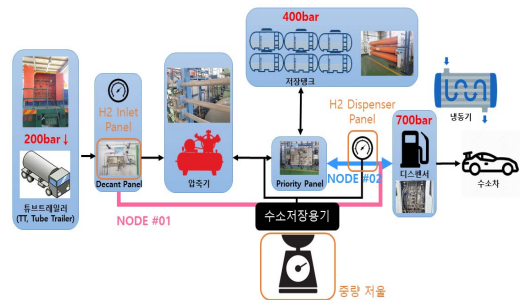 400bar
저장탱크
H2 Inlet
Panel
200bar↓
Decant Panel
압축기
튜브트레일러
(TT, Tube Trailer)
NODE #01
Priority Panel
NODE #02
H2 Dispenser
Panel
700bar
디스펜서
냉동기
수소차
수소저장용기
중량 저울